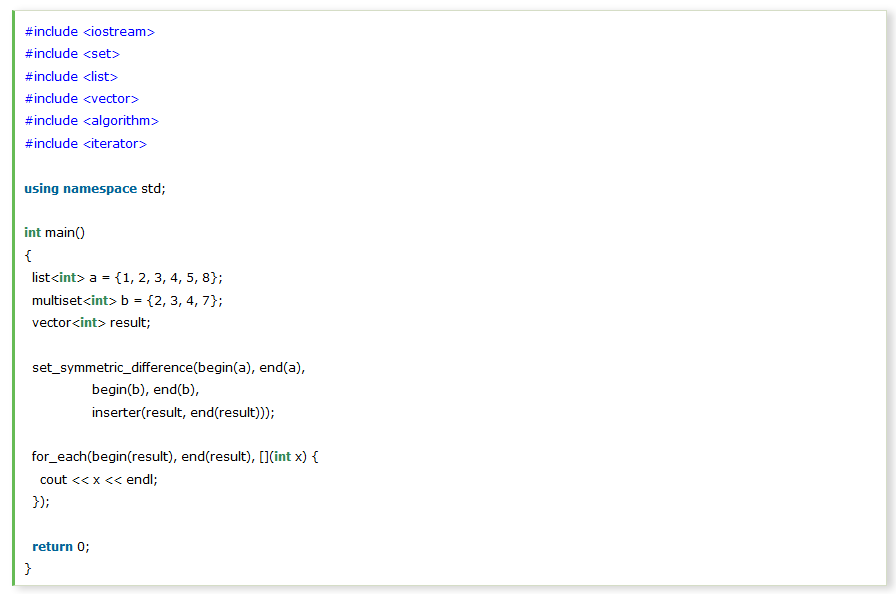 #include <iostream>
#include <set>
#include <list>
#include <vector>
#include <algorithm>
#include <iterator>
using namespace std;
int main()
{
list<int> a = {1, 2, 3, 4, 5, 8};
multiset<int> b = {2, 3, 4, 7};
vector<int> result;
set_symmetric_difference(begin(a), end(a),
begin(b), end(b),
inserter(result, end(result)));
for_each(begin(result), end(result), [](int x) {
cout << x << endl;
});
return 0;
}